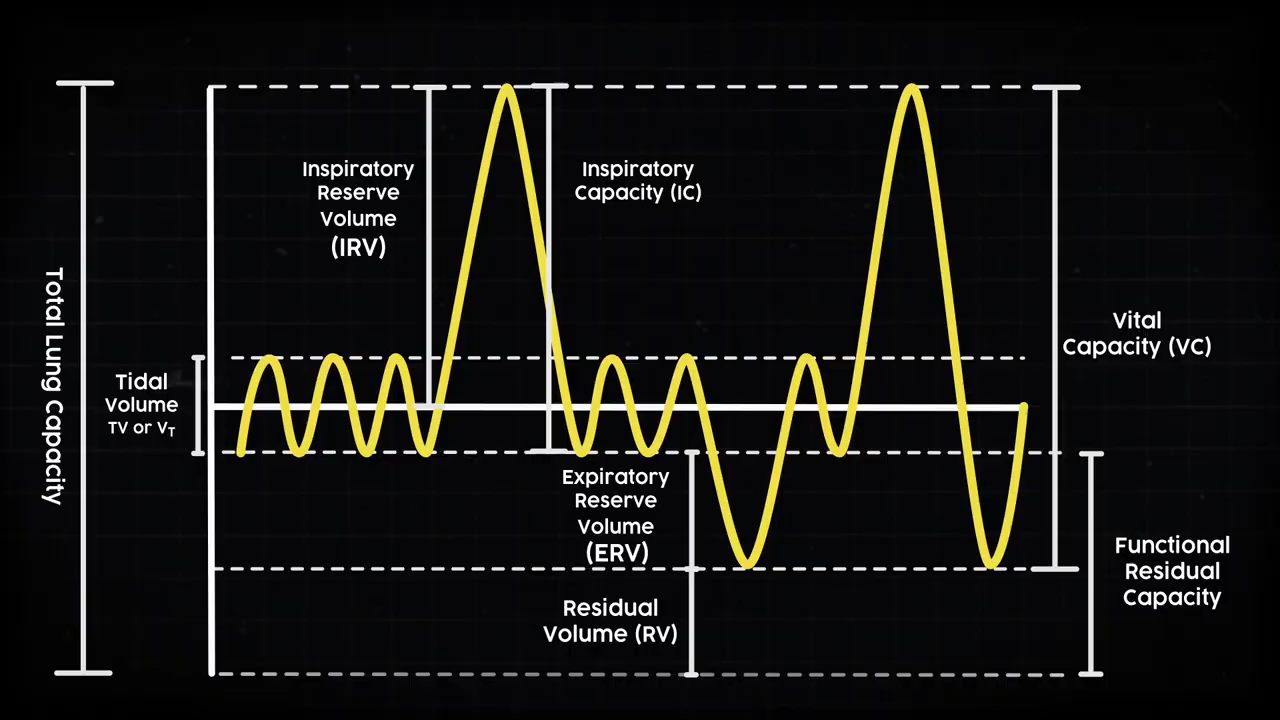 Total Lung Capacity
Tidal
Volume
TV or V_T
Inspiratory
Reserve
Volume
(IRV)
Inspiratory
Capacity (IC)
Expiratory
Reserve
Volume
(ERV)
Residual
Volume (RV)
Vital
Capacity (VC)
Functional
Residual
Capacity